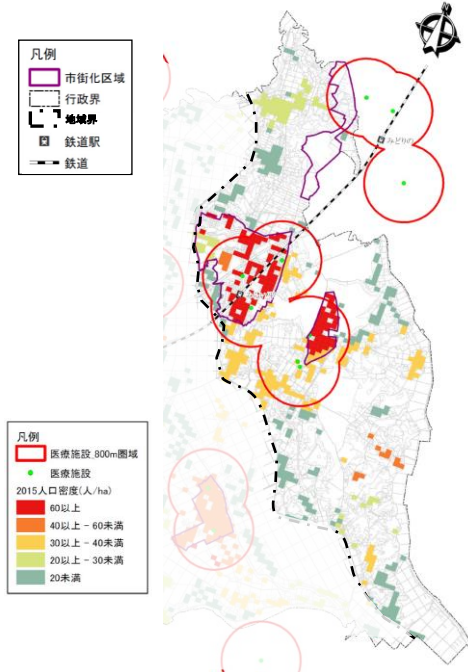 凡例
市街化区域
行政界
地域界
鉄道駅
鉄道
みどりの
凡例
医療施設_800m圏域
医療施設
2015人口密度(人/ha)
60以上
40以上 - 60未満
30以上 - 40未満
20以上 - 30未満
20未満